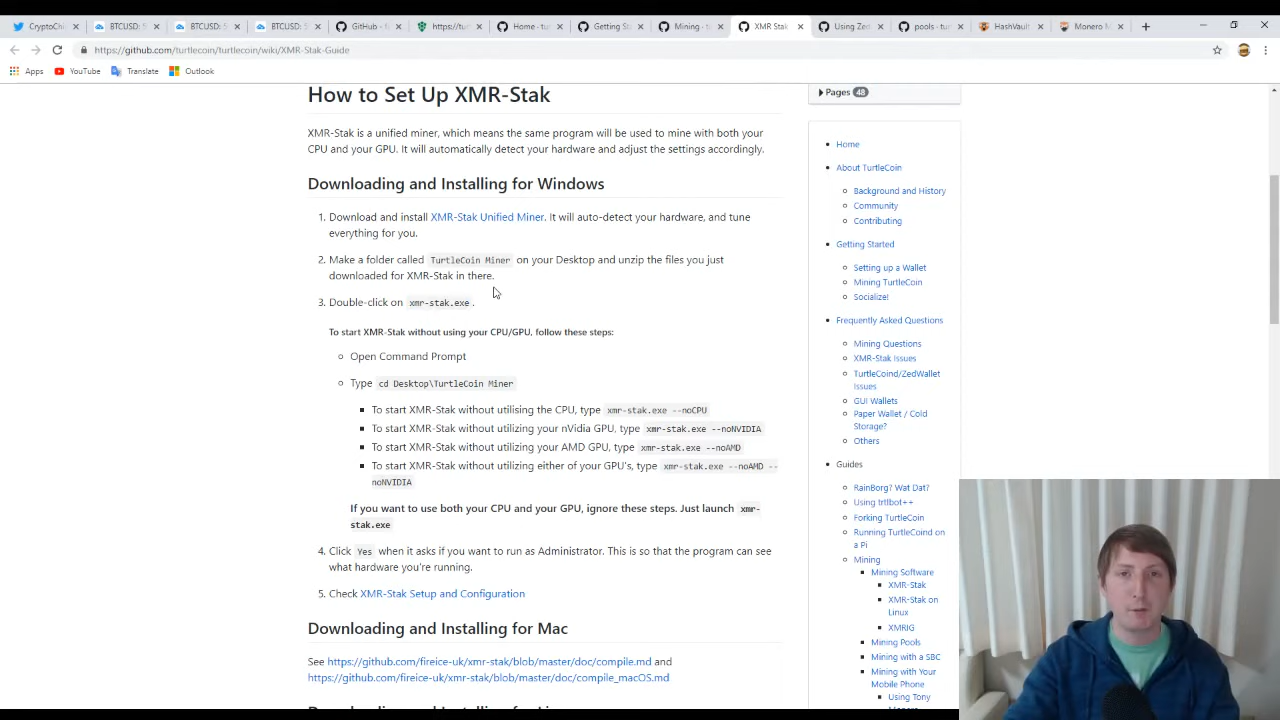 CryptoChi
BTCUSD: 5
BTCUSD: 5
BTCUSD: 5
GitHub - t
https://tur
Home · tur
Getting Sta
Mining · tu
XMR Stak
Using Zed
pools · turt
HashVault
Monero M
https://github.com/turtlecoin/turtlecoin/wiki/XMR-Stak-Guide
Apps YouTube Translate Outlook
How to Set Up XMR-Stak
XMR-Stak is a unified miner, which means the same program will be used to mine with both your
CPU and your GPU. It will automatically detect your hardware and adjust the settings accordingly.
Downloading and Installing for Windows
1. Download and install XMR-Stak Unified Miner. It will auto-detect your hardware, and tune
everything for you.
2. Make a folder called TurtleCoin Miner on your Desktop and unzip the files you just
downloaded for XMR-Stak in there.
3. Double-click on xmr-stak.exe.
To start XMR-Stak without using your CPU/GPU, follow these steps:
Open Command Prompt
Type cd Desktop\TurtleCoin Miner
To start XMR-Stak without utilising the CPU, type xmr-stak.exe --noCPU
To start XMR-Stak without utilizing your nVidia GPU, type xmr-stak.exe --noNVIDIA
To start XMR-Stak without utilizing your AMD GPU, type xmr-stak.exe --noAMD
To start XMR-Stak without utilizing either of your GPU's, type xmr-stak.exe --noAMD --
noNVIDIA
If you want to use both your CPU and your GPU, ignore these steps. Just launch xmr-
stak.exe
4. Click Yes when it asks if you want to run as Administrator. This is so that the program can see
what hardware you're running.
5. Check XMR-Stak Setup and Configuration
Downloading and Installing for Mac
See https://github.com/fireice-uk/xmr-stak/blob/master/doc/compile.md and
https://github.com/fireice-uk/xmr-stak/blob/master/doc/compile_macOS.md
Pages 48
Home
About TurtleCoin
Background and History
Community
Contributing
Getting Started
Setting up a Wallet
Mining TurtleCoin
Socialize!
Frequently Asked Questions
Mining Questions
XMR-Stak Issues
TurtleCoind/ZedWallet
Issues
GUI Wallets
Paper Wallet / Cold
Storage?
Others
Guides
RainBorg? Wat Dat?
Using trtlbot++
Forking TurtleCoin
Running TurtleCoind on
a Pi
Mining
Mining Software
XMR-Stak
XMR-Stak on
Linux
XMRIG
Mining Pools
Mining with a SBC
Mining with Your
Mobile Phone
Using Tony